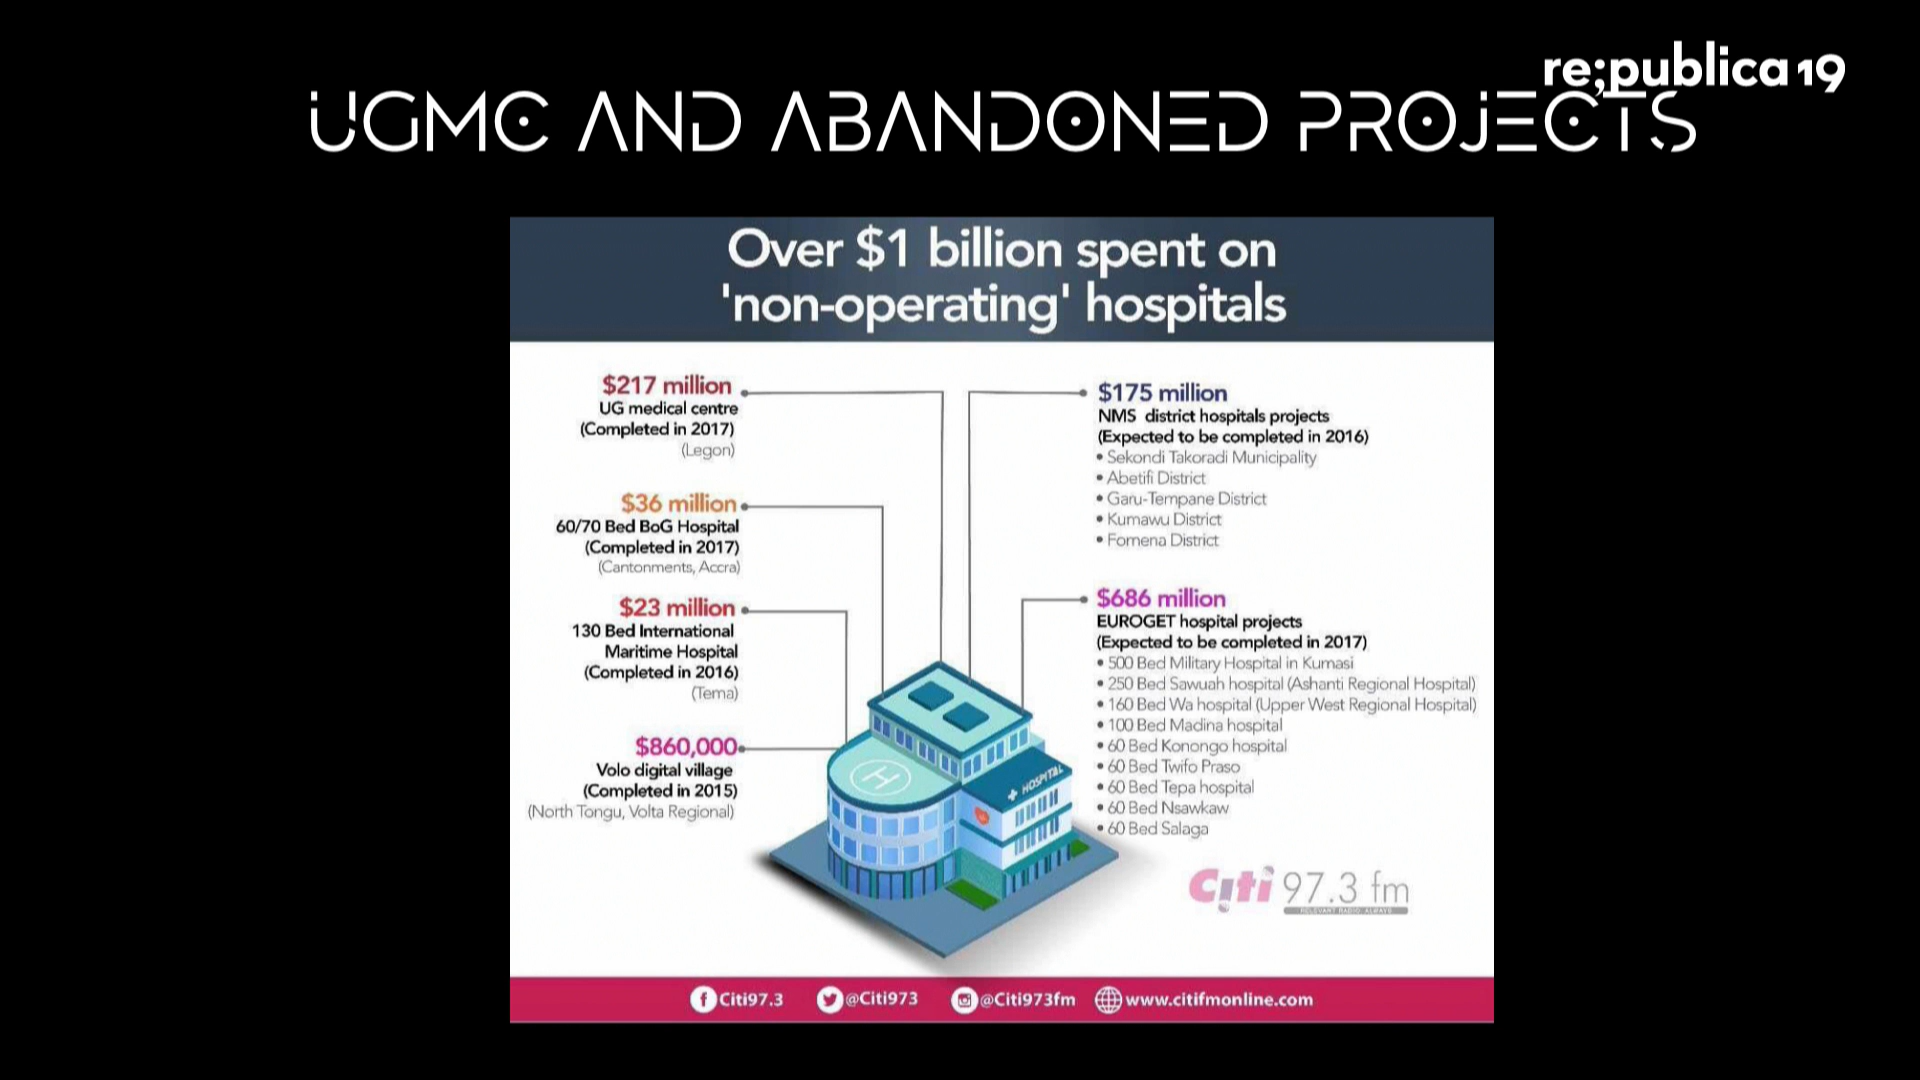 re;publica 19
UGMC AND ABANDONED PROJECTS
Over $1 billion spent on
'non-operating' hospitals
$217 million
UG medical centre
(Completed in 2017)
(Legon)
$36 million
60/70 Bed BoG Hospital
(Completed in 2017)
(Cantonments, Accra)
$23 million
130 Bed International
Maritime Hospital
(Completed in 2016)
(Tema)
$860,000
Volo digital village
(Completed in 2015)
(North Tongu, Volta Regional)
$175 million
NMS district hospitals projects
(Expected to be completed in 2016)
• Sekondi Takoradi Municipality
• Abetifi District
• Garu-Tempane District
• Kumawu District
• Fomena District
$686 million
EUROGET hospital projects
(Expected to be completed in 2017)
• 500 Bed Military Hospital in Kumasi
• 250 Bed Sawuah hospital (Ashanti Regional Hospital)
• 160 Bed Wa hospital (Upper West Regional Hospital)
• 100 Bed Madina hospital
• 60 Bed Konongo hospital
• 60 Bed Twifo Praso
• 60 Bed Tepa hospital
• 60 Bed Nsawkaw
• 60 Bed Salaga
H
+ HOSPITAL
Citi 97.3 fm
RELEVANT RADIO ALWAYS
Citi97.3 @Citi973 @Citi973fm www.citifmonline.com